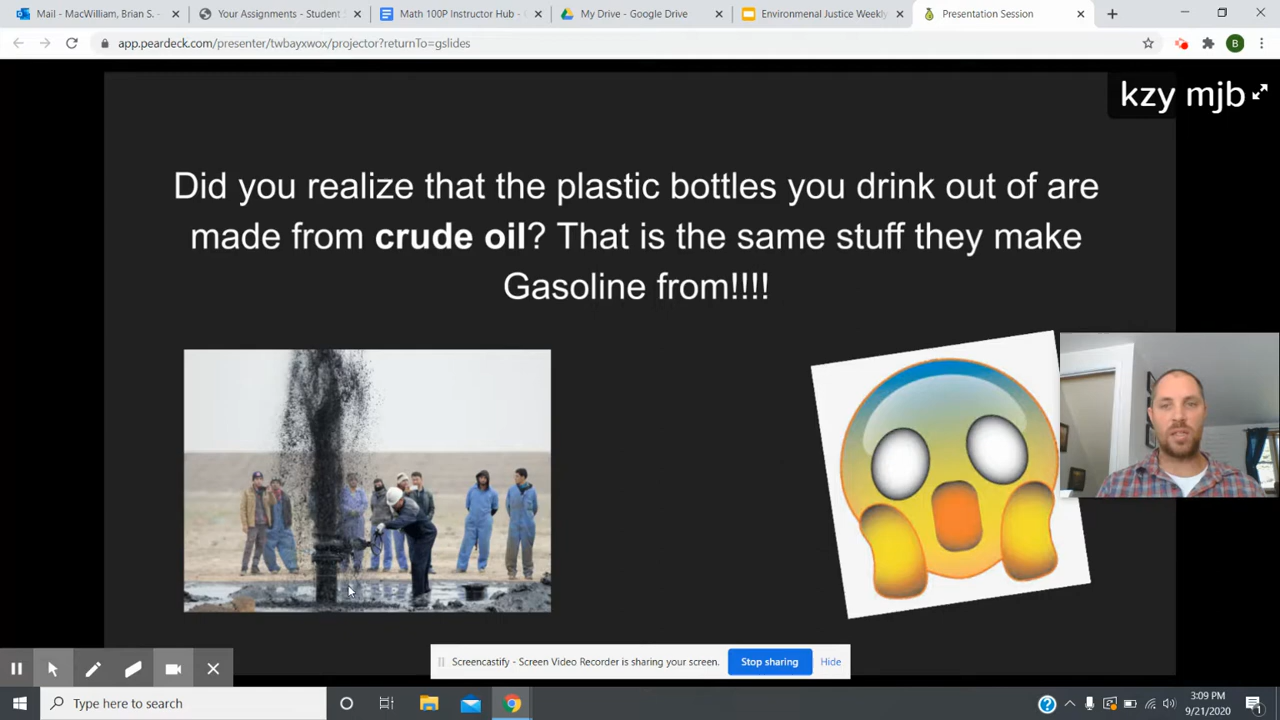 Mail - MacWilliam, Brian S. -
Your Assignments - Student S
Math 100P Instructor Hub -
My Drive - Google Drive
Environmenal Justice Weekly
Presentation Session
app.peardeck.com/presenter/twbayxwox/projector?returnTo=gslides
B
kzy mjb
Did you realize that the plastic bottles you drink out of are
made from crude oil? That is the same stuff they make
Gasoline from!!!!
Screencastify - Screen Video Recorder is sharing your screen.
Stop sharing
Hide
Type here to search
3:09 PM
9/21/2020
1